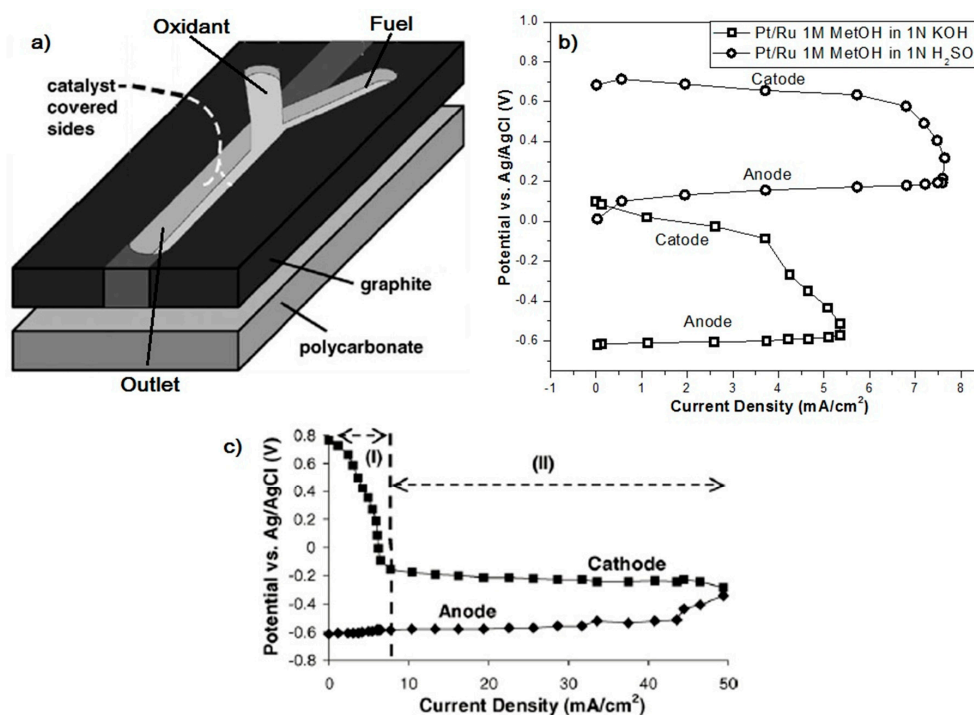 a)
Oxidant
Fuel
catalyst
covered
sides
graphite
polycarbonate
Outlet
b)
Pt/Ru 1M MetOH in 1N KOH
Pt/Ru 1M MetOH in 1N H₂SO
Potential vs. Ag/AgCl (V)
1.0
0.8
0.6
0.4
0.2
0.0
-0.2
-0.4
-0.6
Catode
Anode
Catode
Anode
-1 0 1 2 3 4 5 6 7 8
Current Density (mA/cm²)
c)
Potential vs. Ag/AgCl (V)
0.8
0.6
0.4
0.2
0
-0.2
-0.4
-0.6
-0.8
(I)
(II)
Cathode
Anode
0 10 20 30 40 50
Current Density (mA/cm²)